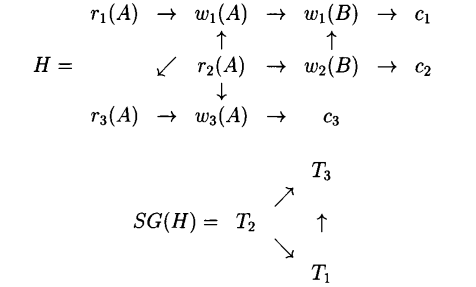 r₁(A) → w₁(A) → w₁(B) → c₁
↑ ↑
H = ↙ r₂(A) → w₂(B) → c₂
↓
r₃(A) → w₃(A) → c₃
T₃
↗
SG(H) = T₂ ↑
↘
T₁